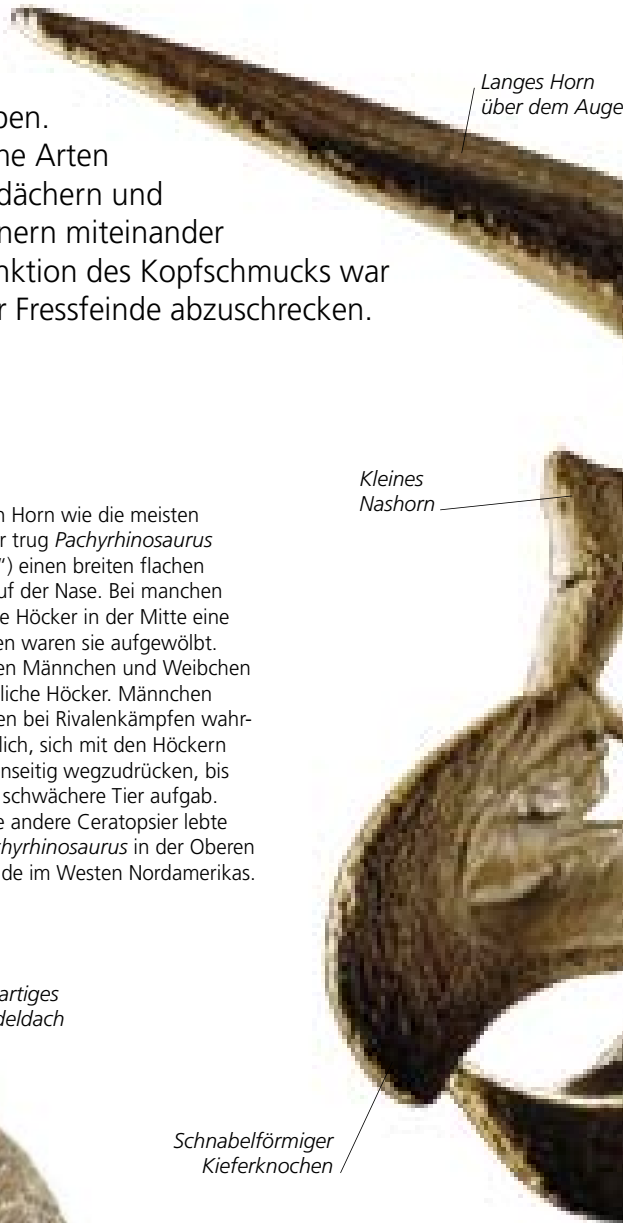 Langes Horn
über dem Auge
ben.
ne Arten
dächern und
nern miteinander
nktion des Kopfschmucks war
r Fressfeinde abzuschrecken.
Kleines
Nashorn
n Horn wie die meisten
r trug Pachyrhinosaurus
“) einen breiten flachen
uf der Nase. Bei manchen
e Höcker in der Mitte eine
en waren sie aufgewölbt.
en Männchen und Weibchen
liche Höcker. Männchen
en bei Rivalenkämpfen wahr-
lich, sich mit den Höckern
nseitig wegzudrücken, bis
schwächere Tier aufgab.
e andere Ceratopsier lebte
chyrhinosaurus in der Oberen
ide im Westen Nordamerikas.
artiges
deldach
Schnabelförmiger
Kieferknochen